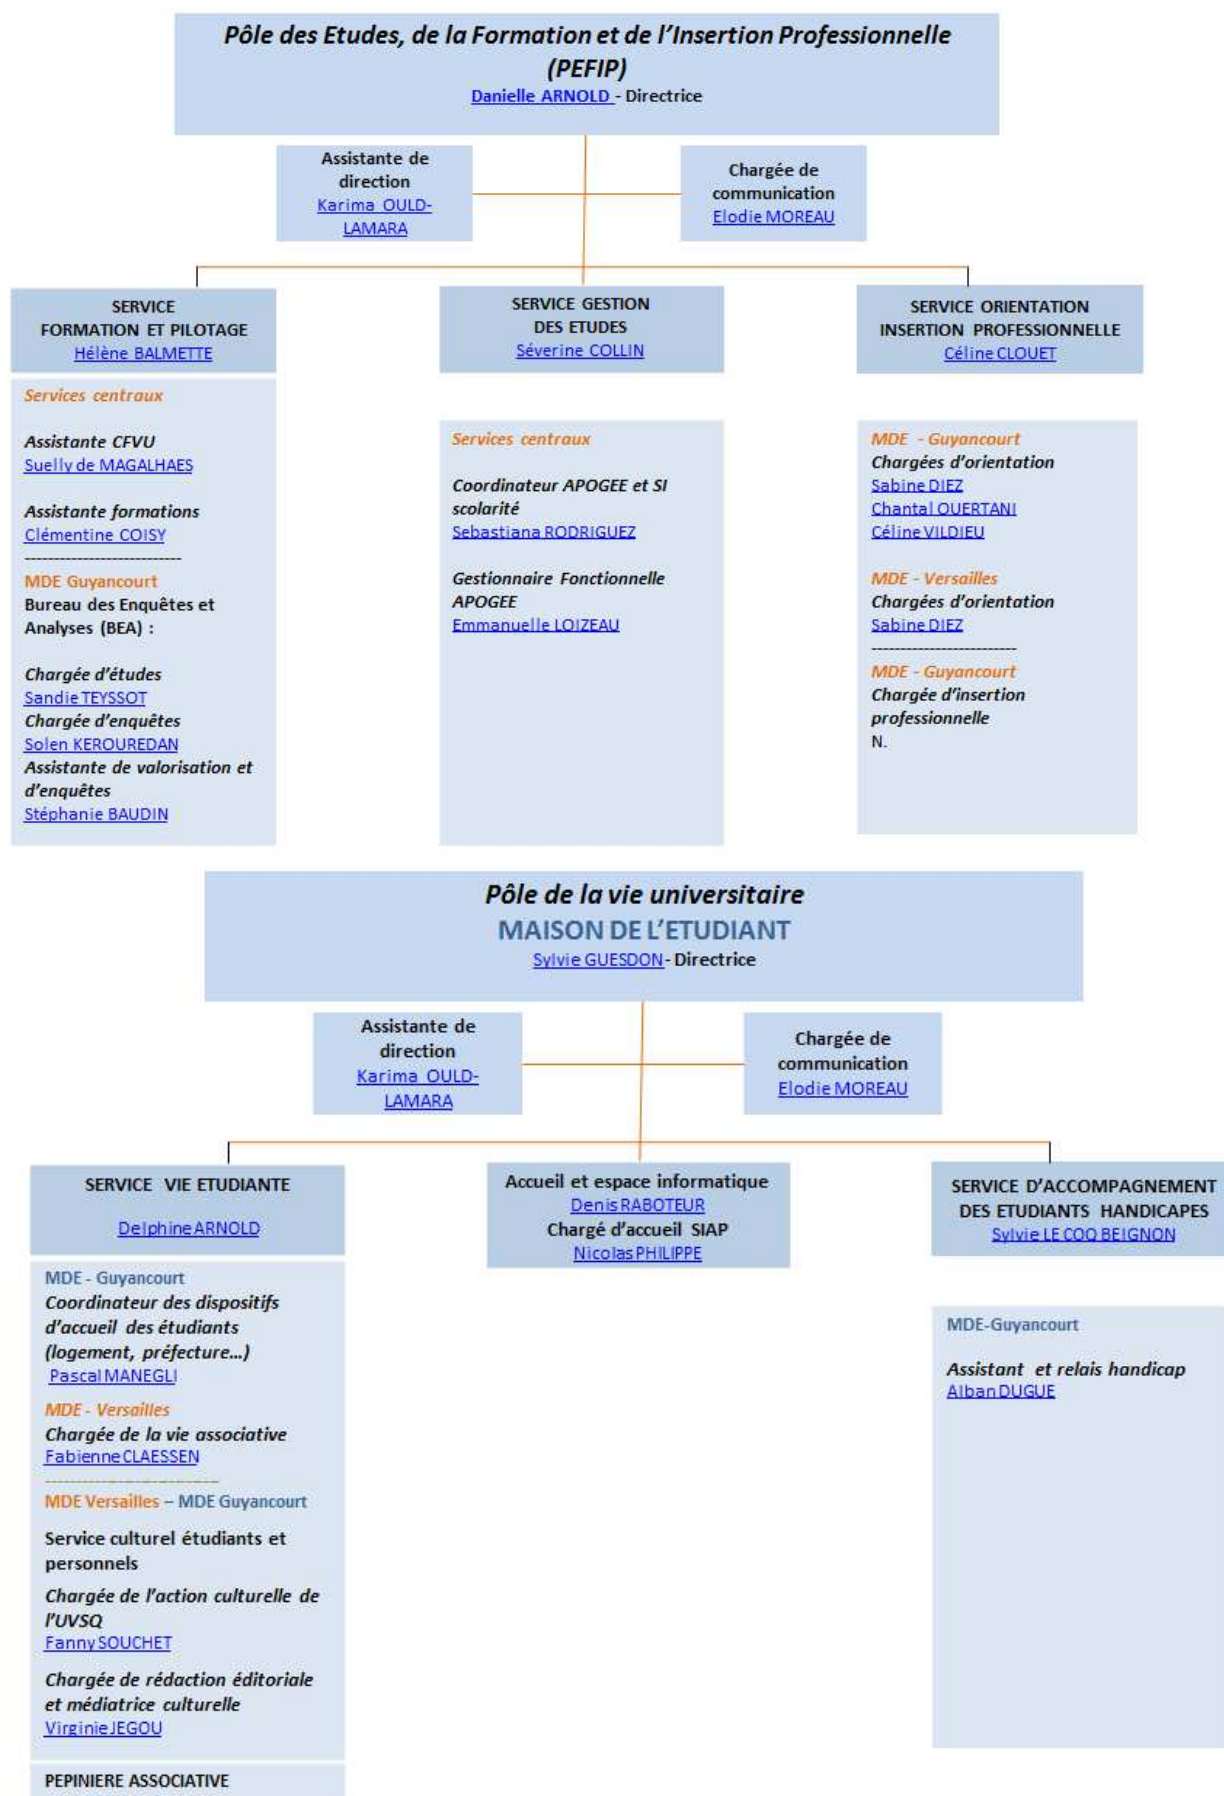 Pôle des Etudes, de la Formation et de l'Insertion Professionnelle
(PEFIP)
Danielle ARNOLD - Directrice
Assistante de
direction
Karima OULD-
LAMARA
Chargée de
communication
Elodie MOREAU
SERVICE
FORMATION ET PILOTAGE
Hélène BALMETTE
Services centraux
Assistante CFVU
Suelly de MAGALHAES
Assistante formations
Clémentine COISY
---------------------------
MDE Guyancourt
Bureau des Enquêtes et
Analyses (BEA) :
Chargée d'études
Sandie TEYSSOT
Chargée d'enquêtes
Solen KEROUREDAN
Assistante de valorisation et
d'enquêtes
Stéphanie BAUDIN
SERVICE GESTION
DES ETUDES
Séverine COLLIN
Services centraux
Coordinateur APOGEE et SI
scolarité
Sebastiana RODRIGUEZ
Gestionnaire Fonctionnelle
APOGEE
Emmanuelle LOIZEAU
SERVICE ORIENTATION
INSERTION PROFESSIONNELLE
Céline CLOUET
MDE - Guyancourt
Chargées d'orientation
Sabine DIEZ
Chantal OUERTANI
Céline VILDIEU
MDE - Versailles
Chargées d'orientation
Sabine DIEZ
-------------------------
MDE - Guyancourt
Chargée d'insertion
professionnelle
N.
Pôle de la vie universitaire
MAISON DE L'ETUDIANT
Sylvie GUESDON- Directrice
Assistante de
direction
Karima OULD-
LAMARA
Chargée de
communication
Elodie MOREAU
SERVICE VIE ETUDIANTE
Delphine ARNOLD
MDE - Guyancourt
Coordinateur des dispositifs
d'accueil des étudiants
(logement, préfecture...)
Pascal MANEGLI
MDE - Versailles
Chargée de la vie associative
Fabienne CLAESSEN
----------------------------
MDE Versailles – MDE Guyancourt
Service culturel étudiants et
personnels
Chargée de l'action culturelle de
l'UVSQ
Fanny SOUCHET
Chargée de rédaction éditoriale
et médiatrice culturelle
Virginie JEGOU
PEPINIERE ASSOCIATIVE
Accueil et espace informatique
Denis RABOTEUR
Chargé d'accueil SIAP
Nicolas PHILIPPE
SERVICE D'ACCOMPAGNEMENT
DES ETUDIANTS HANDICAPES
Sylvie LE COQ BEIGNON
MDE-Guyancourt
Assistant et relais handicap
Alban DUGUE